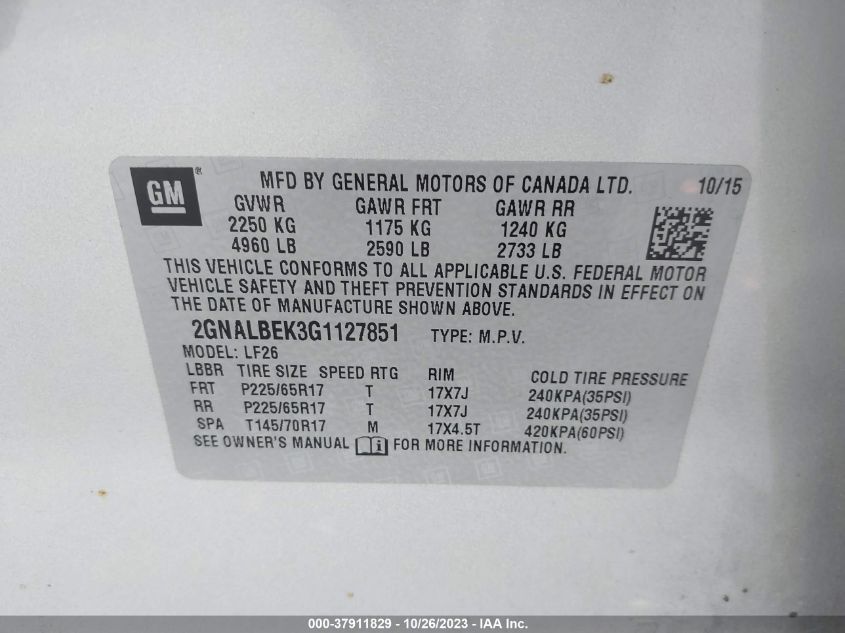 GM®
MFD BY GENERAL MOTORS OF CANADA LTD. 10/15
GVWR GAWR FRT GAWR RR
2250 KG 1175 KG 1240 KG
4960 LB 2590 LB 2733 LB
THIS VEHICLE CONFORMS TO ALL APPLICABLE U.S. FEDERAL MOTOR
VEHICLE SAFETY AND THEFT PREVENTION STANDARDS IN EFFECT ON
THE DATE OF MANUFACTURE SHOWN ABOVE.
2GNALBEK3G1127851 TYPE: M.P.V.
MODEL: LF26
LBBR TIRE SIZE SPEED RTG RIM COLD TIRE PRESSURE
FRT P225/65R17 T 17X7J 240KPA(35PSI)
RR P225/65R17 T 17X7J 240KPA(35PSI)
SPA T145/70R17 M 17X4.5T 420KPA(60PSI)
SEE OWNER'S MANUAL i FOR MORE INFORMATION.
000-37911829 - 10/26/2023 - IAA Inc.